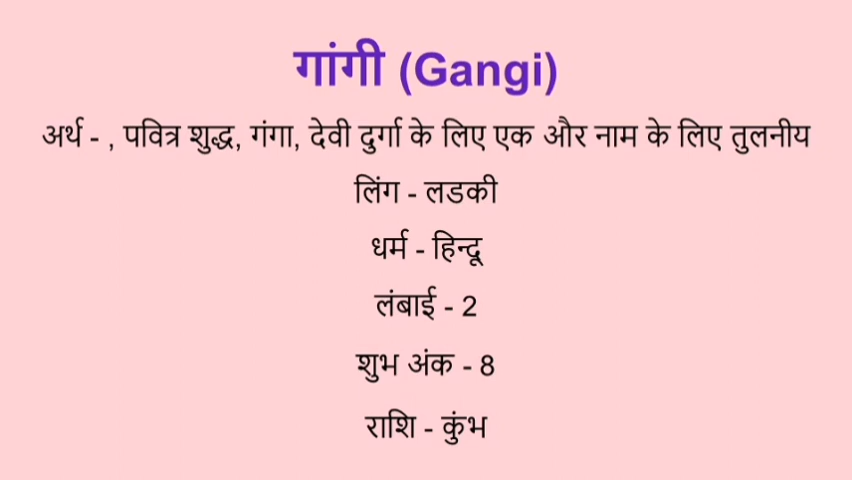 गांगी (Gangi)
अर्थ - , पवित्र शुद्ध, गंगा, देवी दुर्गा के लिए एक और नाम के लिए तुलनीय
लिंग - लडकी
धर्म - हिन्दू
लंबाई - 2
शुभ अंक - 8
राशि - कुंभ